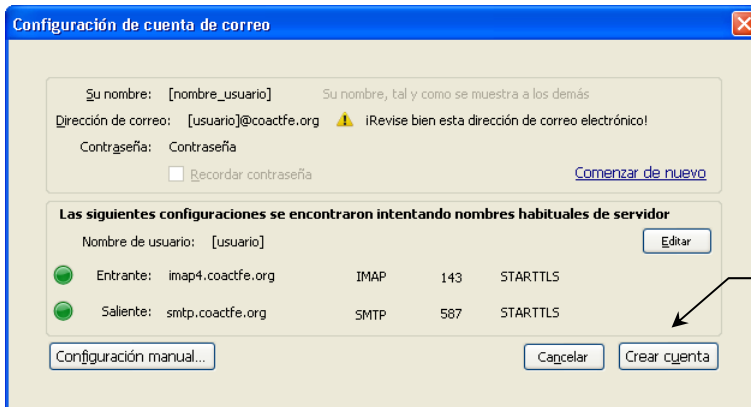 Configuración de cuenta de correo
Su nombre: [nombre_usuario] Su nombre, tal y como se muestra a los demás
Dirección de correo: [usuario]@coactfe.org ¡Revise bien esta dirección de correo electrónico!
Contraseña: Contraseña
Recordar contraseña Comenzar de nuevo
Las siguientes configuraciones se encontraron intentando nombres habituales de servidor
Nombre de usuario: [usuario] Editar
Entrante: imap4.coactfe.org IMAP 143 STARTTLS
Saliente: smtp.coactfe.org SMTP 587 STARTTLS
Configuración manual... Cancelar Crear cuenta